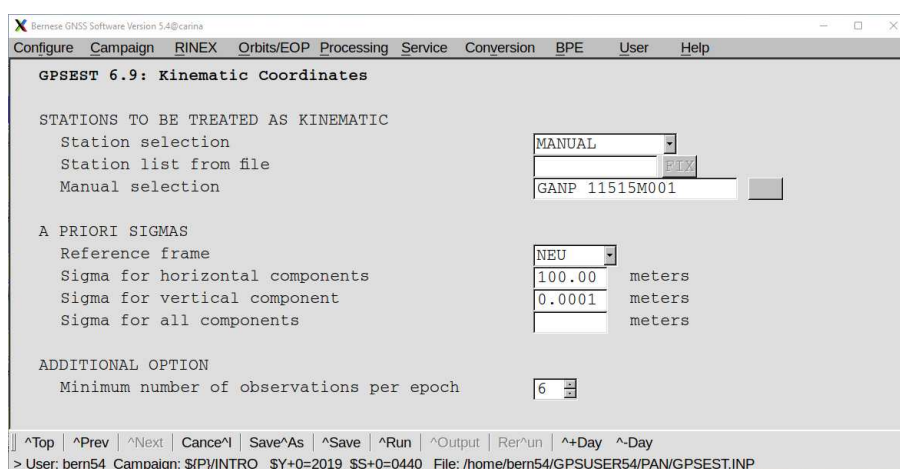 Bernese GNSS Software Version 5.4@carina
Configure Campaign RINEX Orbits/EOP Processing Service Conversion BPE User Help
GPSEST 6.9: Kinematic Coordinates
STATIONS TO BE TREATED AS KINEMATIC
Station selection MANUAL
Station list from file FIX
Manual selection GANP 11515M001
A PRIORI SIGMAS
Reference frame NEU
Sigma for horizontal components 100.00 meters
Sigma for vertical component 0.0001 meters
Sigma for all components meters
ADDITIONAL OPTION
Minimum number of observations per epoch 6
^Top | ^Prev | ^Next | Cance^l | Save^As | ^Save | ^Run | ^Output | Rer^un | ^+Day ^-Day
> User: bern54 Campaign: ${P}/INTRO $Y+0=2019 $S+0=0440 File: /home/bern54/GPSUSER54/PAN/GPSEST.INP